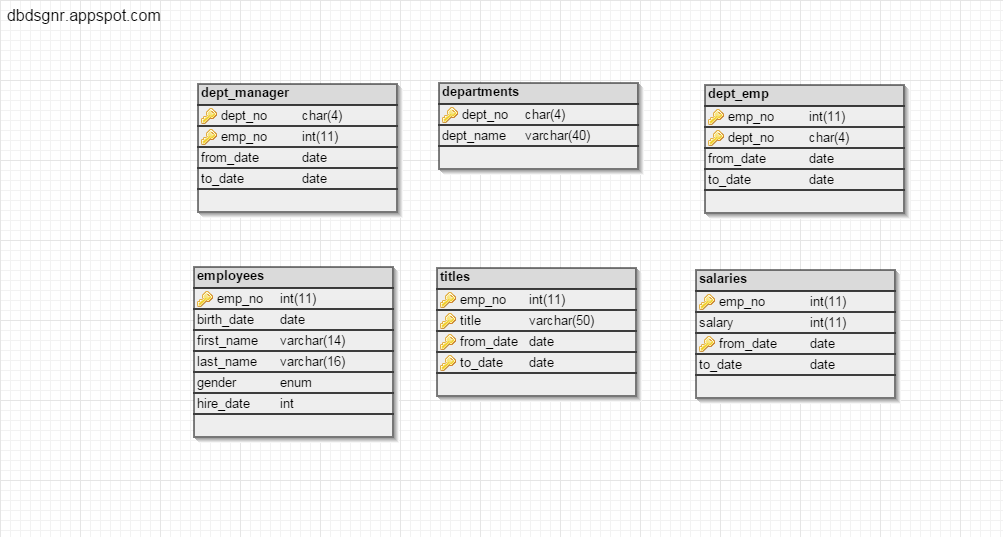 dbdsgnr.appspot.com
dept_manager
dept_no char(4)
emp_no int(11)
from_date date
to_date date
departments
dept_no char(4)
dept_name varchar(40)
dept_emp
emp_no int(11)
dept_no char(4)
from_date date
to_date date
employees
emp_no int(11)
birth_date date
first_name varchar(14)
last_name varchar(16)
gender enum
hire_date int
titles
emp_no int(11)
title varchar(50)
from_date date
to_date date
salaries
emp_no int(11)
salary int(11)
from_date date
to_date date